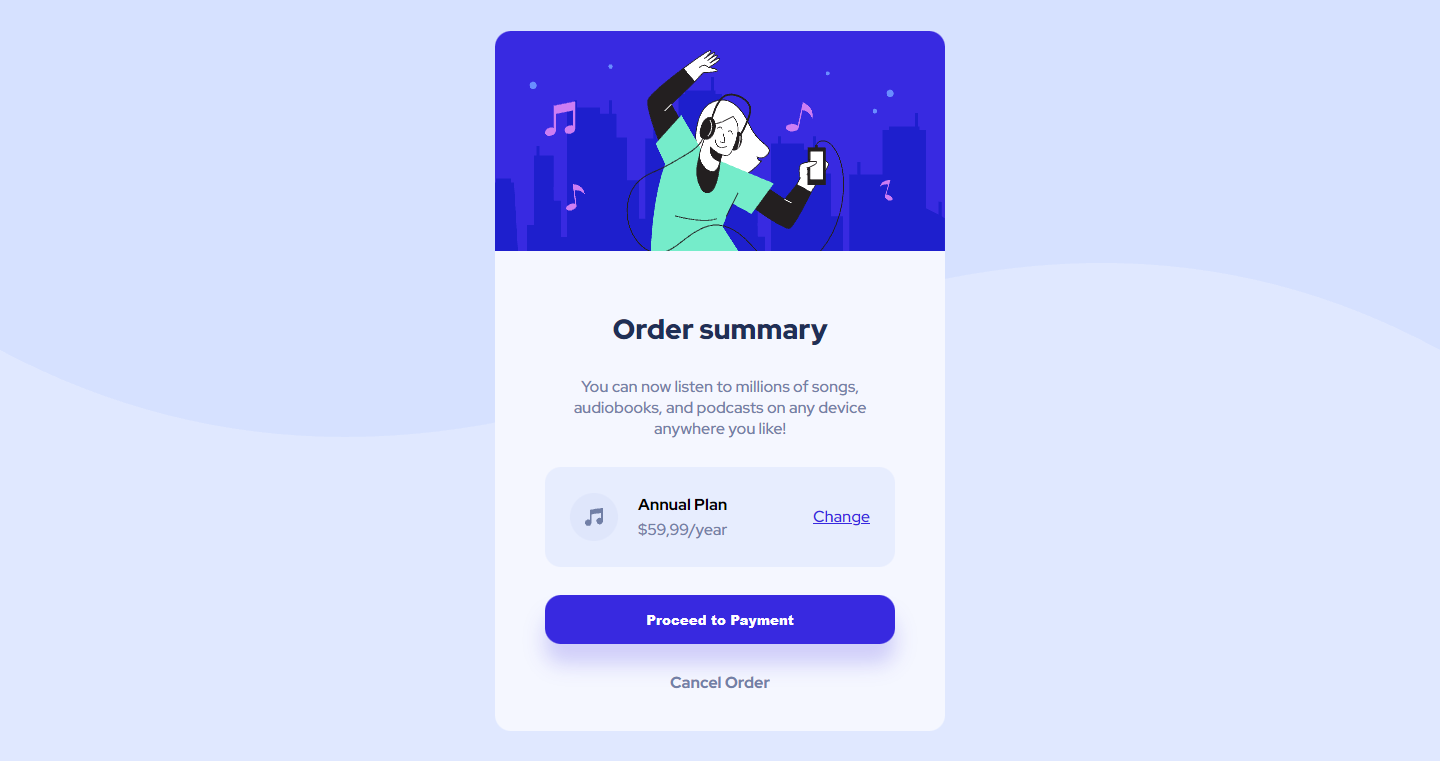 Order summary
You can now listen to millions of songs,
audiobooks, and podcasts on any device
anywhere you like!
Annual Plan
$59,99/year
Change
Proceed to Payment
Cancel Order